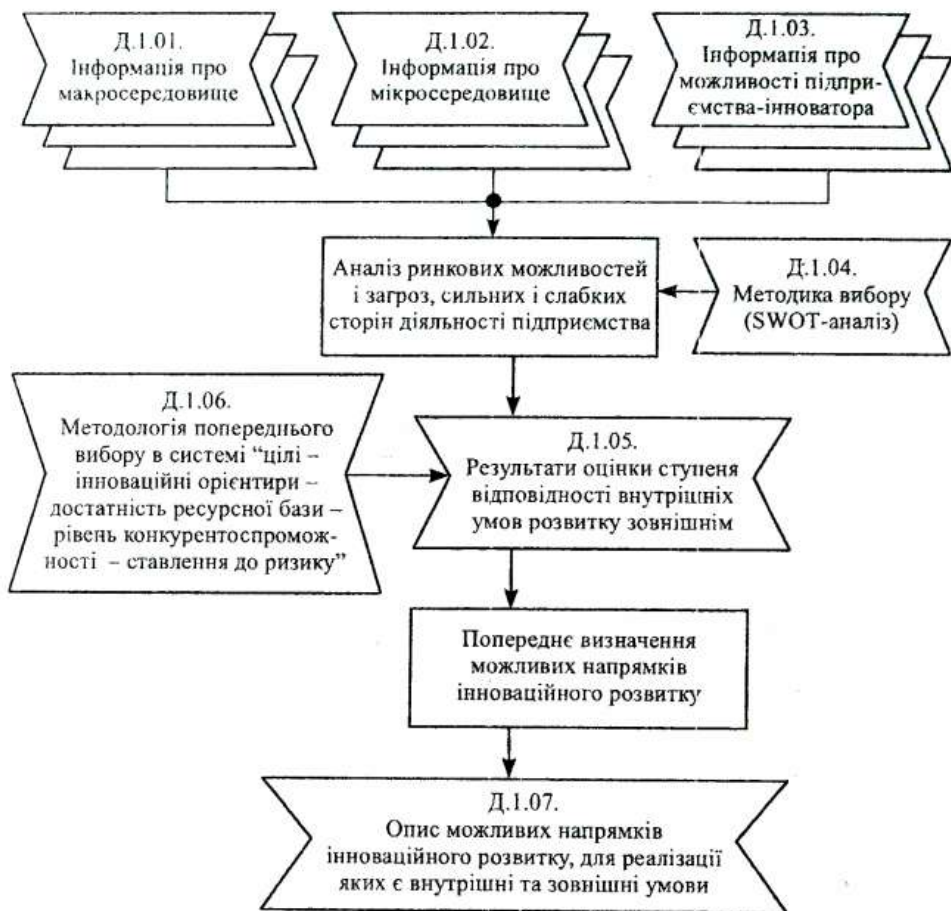 Д.1.01.
Інформація про
макросередовище
Д.1.02.
Інформація про
мікросередовище
Д.1.03.
Інформація про
можливості підпри-
ємства-інноватора
Аналіз ринкових можливостей
і загроз, сильних і слабких
сторін діяльності підприємства
Д.1.04.
Методика вибору
(SWOT-аналіз)
Д.1.06.
Методологія попереднього
вибору в системі “цілі –
інноваційні орієнтири –
достатність ресурсної бази –
рівень конкурентоспромож-
ності – ставлення до ризику”
Д.1.05.
Результати оцінки ступеня
відповідності внутрішніх
умов розвитку зовнішнім
Попереднє визначення
можливих напрямків
інноваційного розвитку
Д.1.07.
Опис можливих напрямків
інноваційного розвитку, для реалізації
яких є внутрішні та зовнішні умови